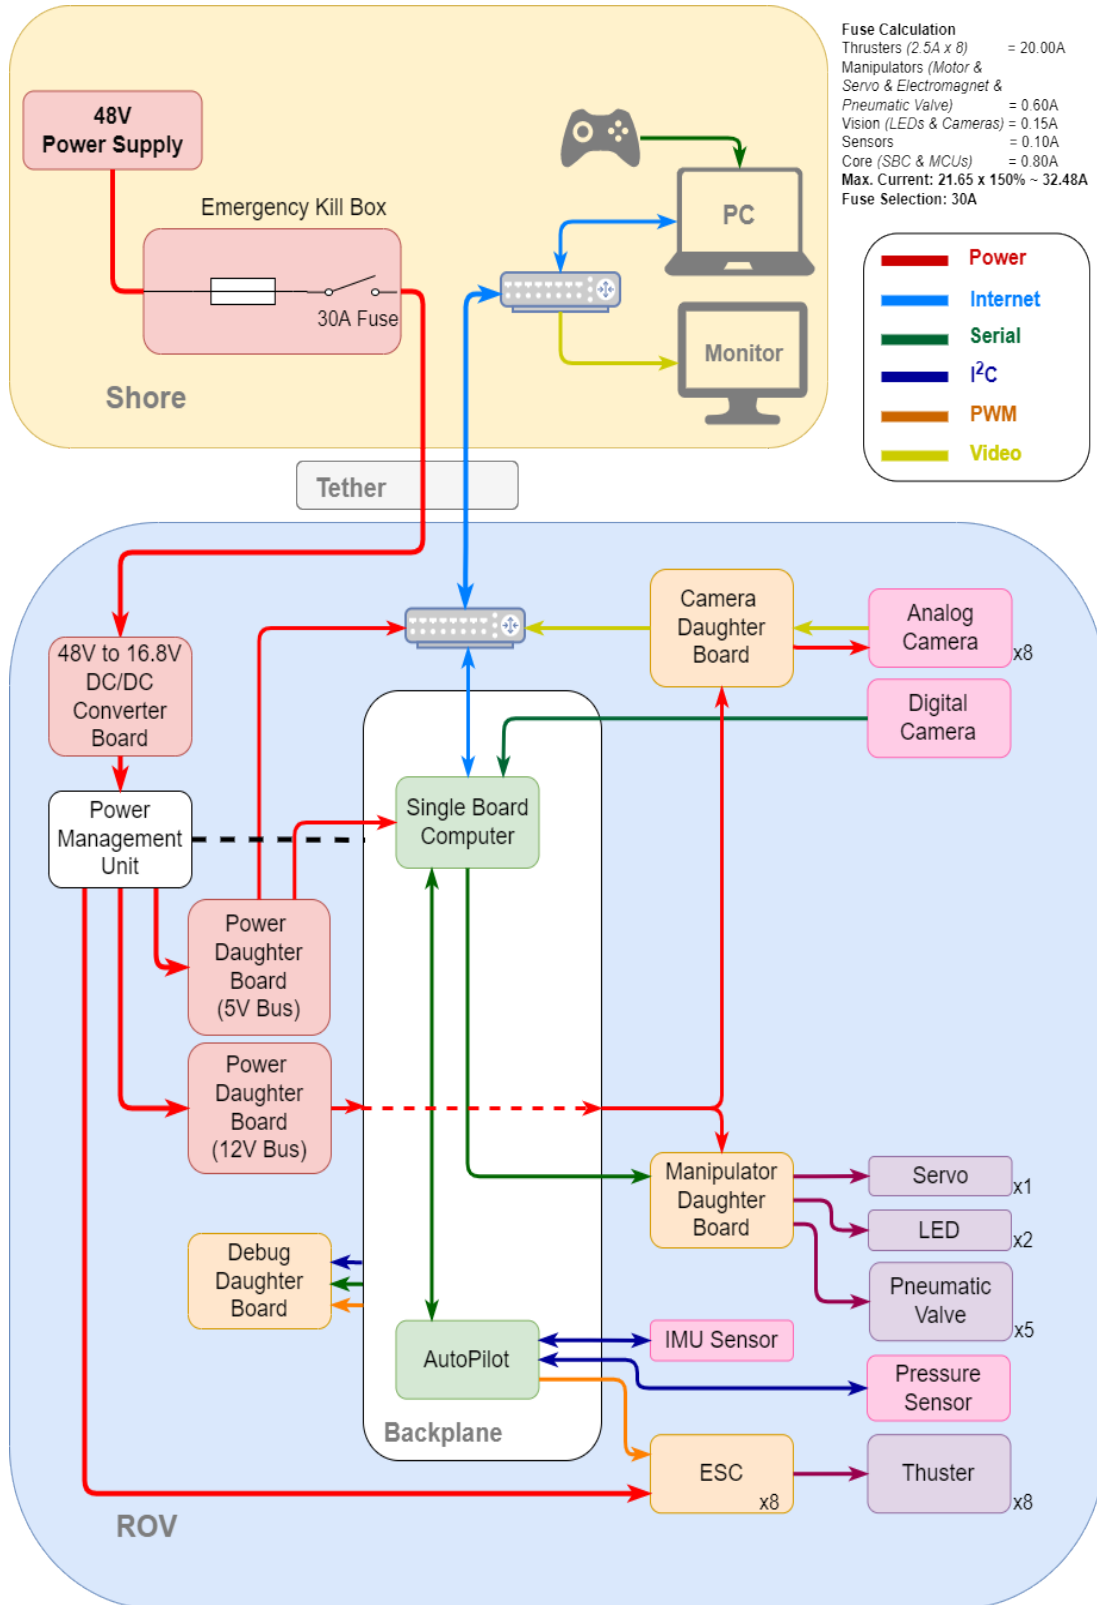 48V
Power Supply
Emergency Kill Box
30A Fuse
Shore
PC
Monitor
Fuse Calculation
Thrusters (2.5A x 8) = 20.00A
Manipulators (Motor &
Servo & Electromagnet &
Pneumatic Valve) = 0.60A
Vision (LEDs & Cameras) = 0.15A
Sensors = 0.10A
Core (SBC & MCUs) = 0.80A
Max. Current: 21.65 x 150% ~ 32.48A
Fuse Selection: 30A
Power
Internet
Serial
I²C
PWM
Video
Tether
48V to 16.8V
DC/DC
Converter
Board
Camera
Daughter
Board
Analog
Camera
x8
Digital
Camera
Power
Management
Unit
Single Board
Computer
Power
Daughter
Board
(5V Bus)
Power
Daughter
Board
(12V Bus)
Manipulator
Daughter
Board
Servo
x1
LED
x2
Pneumatic
Valve
x5
Debug
Daughter
Board
AutoPilot
IMU Sensor
Pressure
Sensor
Backplane
ESC
x8
Thuster
x8
ROV